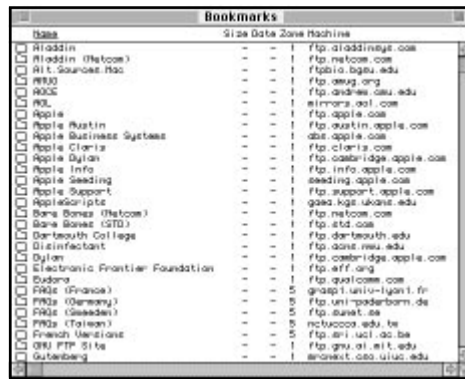 Bookmarks
Name Size Date Zone Machine
Aladdin - - 1 ftp.aladdinsys.com
Aladdin (Netcom) - - 1 ftp.netcom.com
Alt.Sources.Mac - - 1 ftpbio.bgsu.edu
AMUG - - 1 ftp.amug.org
AOCE - - 1 ftp.andrew.cmu.edu
AOL - - 1 mirrors.aol.com
Apple - - 1 ftp.apple.com
Apple Austin - - 1 ftp.austin.apple.com
Apple Business Systems - - 1 abs.apple.com
Apple Claris - - 1 ftp.claris.com
Apple Dylan - - 1 ftp.cambridge.apple.com
Apple Info - - 1 ftp.info.apple.com
Apple Seeding - - 1 seeding.apple.com
Apple Support - - 1 ftp.support.apple.com
AppleScripts - - 1 gaea.kgs.ukans.edu
Bare Bones (Netcom) - - 1 ftp.netcom.com
Bare Bones (STD) - - 1 ftp.std.com
Dartmouth College - - 1 ftp.dartmouth.edu
Disinfectant - - 1 ftp.acns.nwu.edu
Dylan - - 1 ftp.cambridge.apple.com
Electronic Frontier Foundation - - 1 ftp.eff.org
Eudora - - 1 ftp.qualcomm.com
FAQs (France) - - 5 grasp1.univ-lyon1.fr
FAQs (Germany) - - 5 ftp.uni-paderborn.de
FAQs (Sweeden) - - 5 ftp.sunet.se
FAQs (Taiwan) - - 5 nctuccca.edu.tw
French Versions - - 5 ftp.sri.ucl.ac.be
GNU FTP Site - - 1 ftp.gnu.ai.mit.edu
Gutenberg - - 1 mrcnext.cso.uiuc.edu